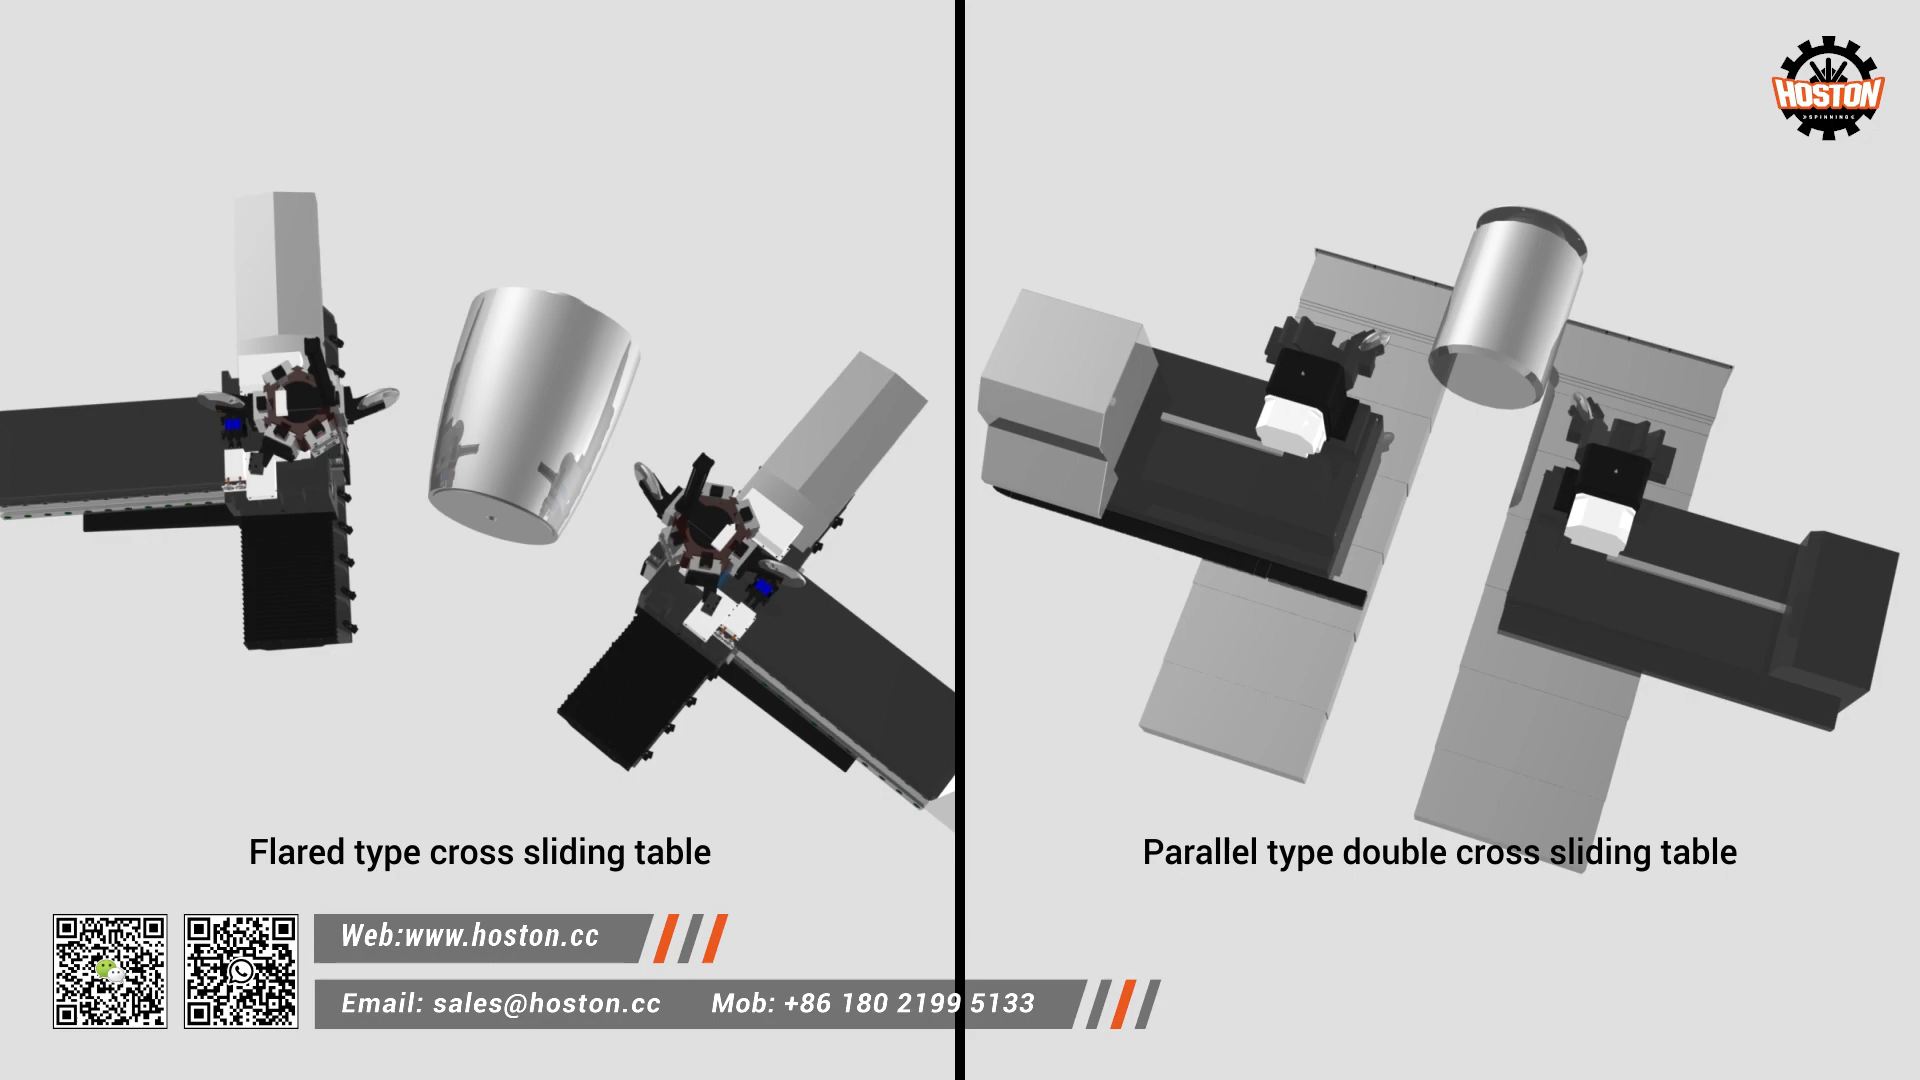 HOSTON
SPINNING
Flared type cross sliding table
Parallel type double cross sliding table
Web:www.hoston.cc
Email: sales@hoston.cc Mob: +86 180 2199 5133